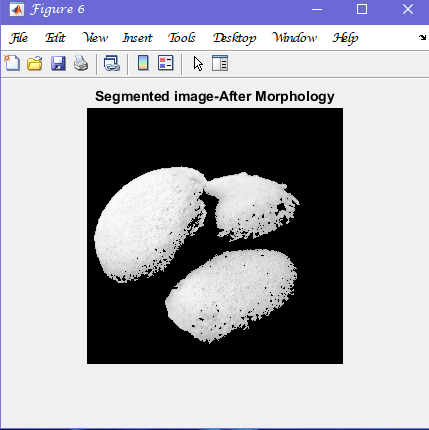 Figure 6
File Edit View Insert Tools Desktop Window Help
Segmented image-After Morphology